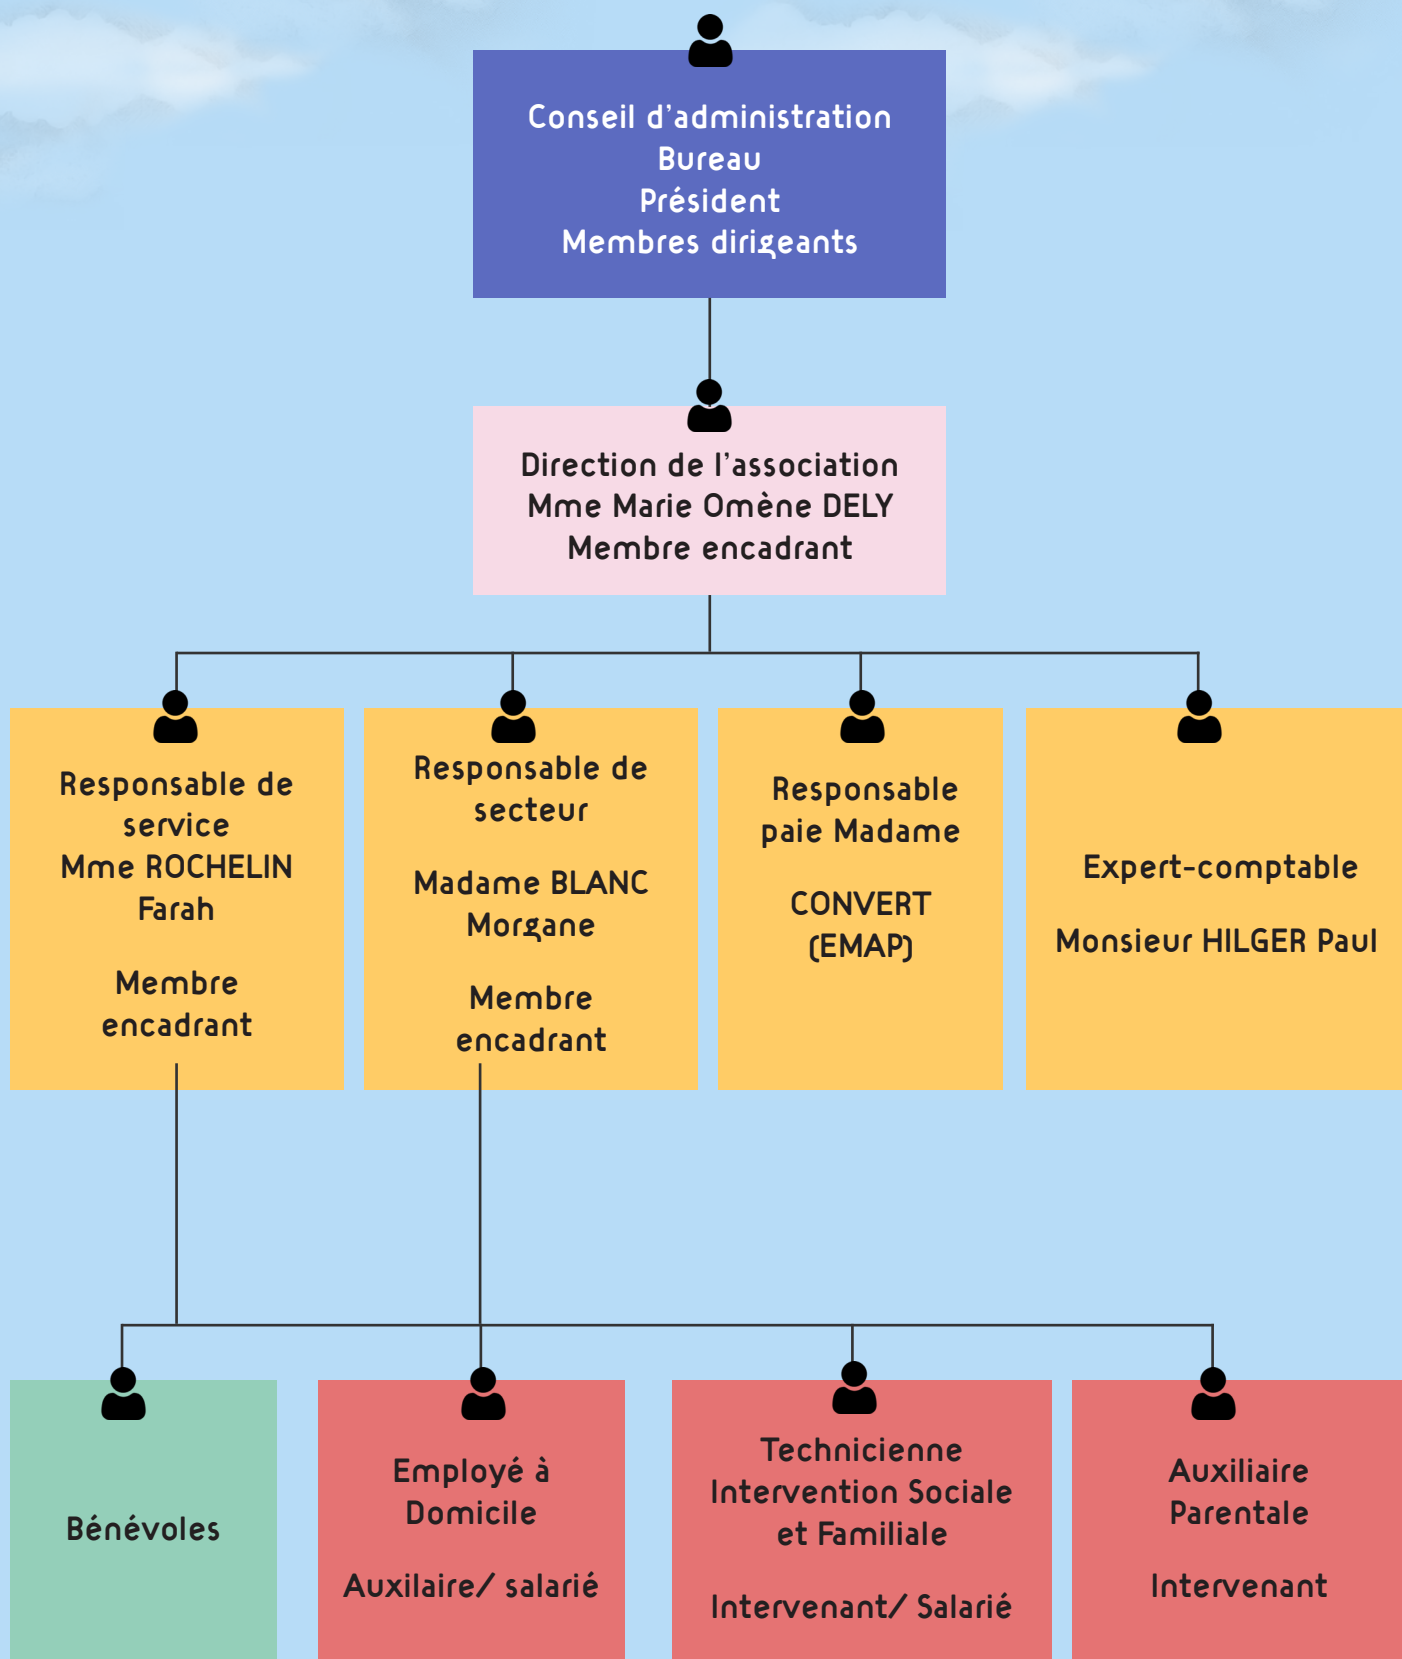 Conseil d'administration
Bureau
Président
Membres dirigeants
Direction de l'association
Mme Marie Omène DELY
Membre encadrant
Responsable de
service
Mme ROCHELIN
Farah
Membre
encadrant
Responsable de
secteur
Madame BLANC
Morgane
Membre
encadrant
Responsable
paie Madame
CONVERT
(EMAP)
Expert-comptable
Monsieur HILGER Paul
Bénévoles
Employé à
Domicile
Auxilaire/ salarié
Technicienne
Intervention Sociale
et Familiale
Intervenant/ Salarié
Auxiliaire
Parentale
Intervenant